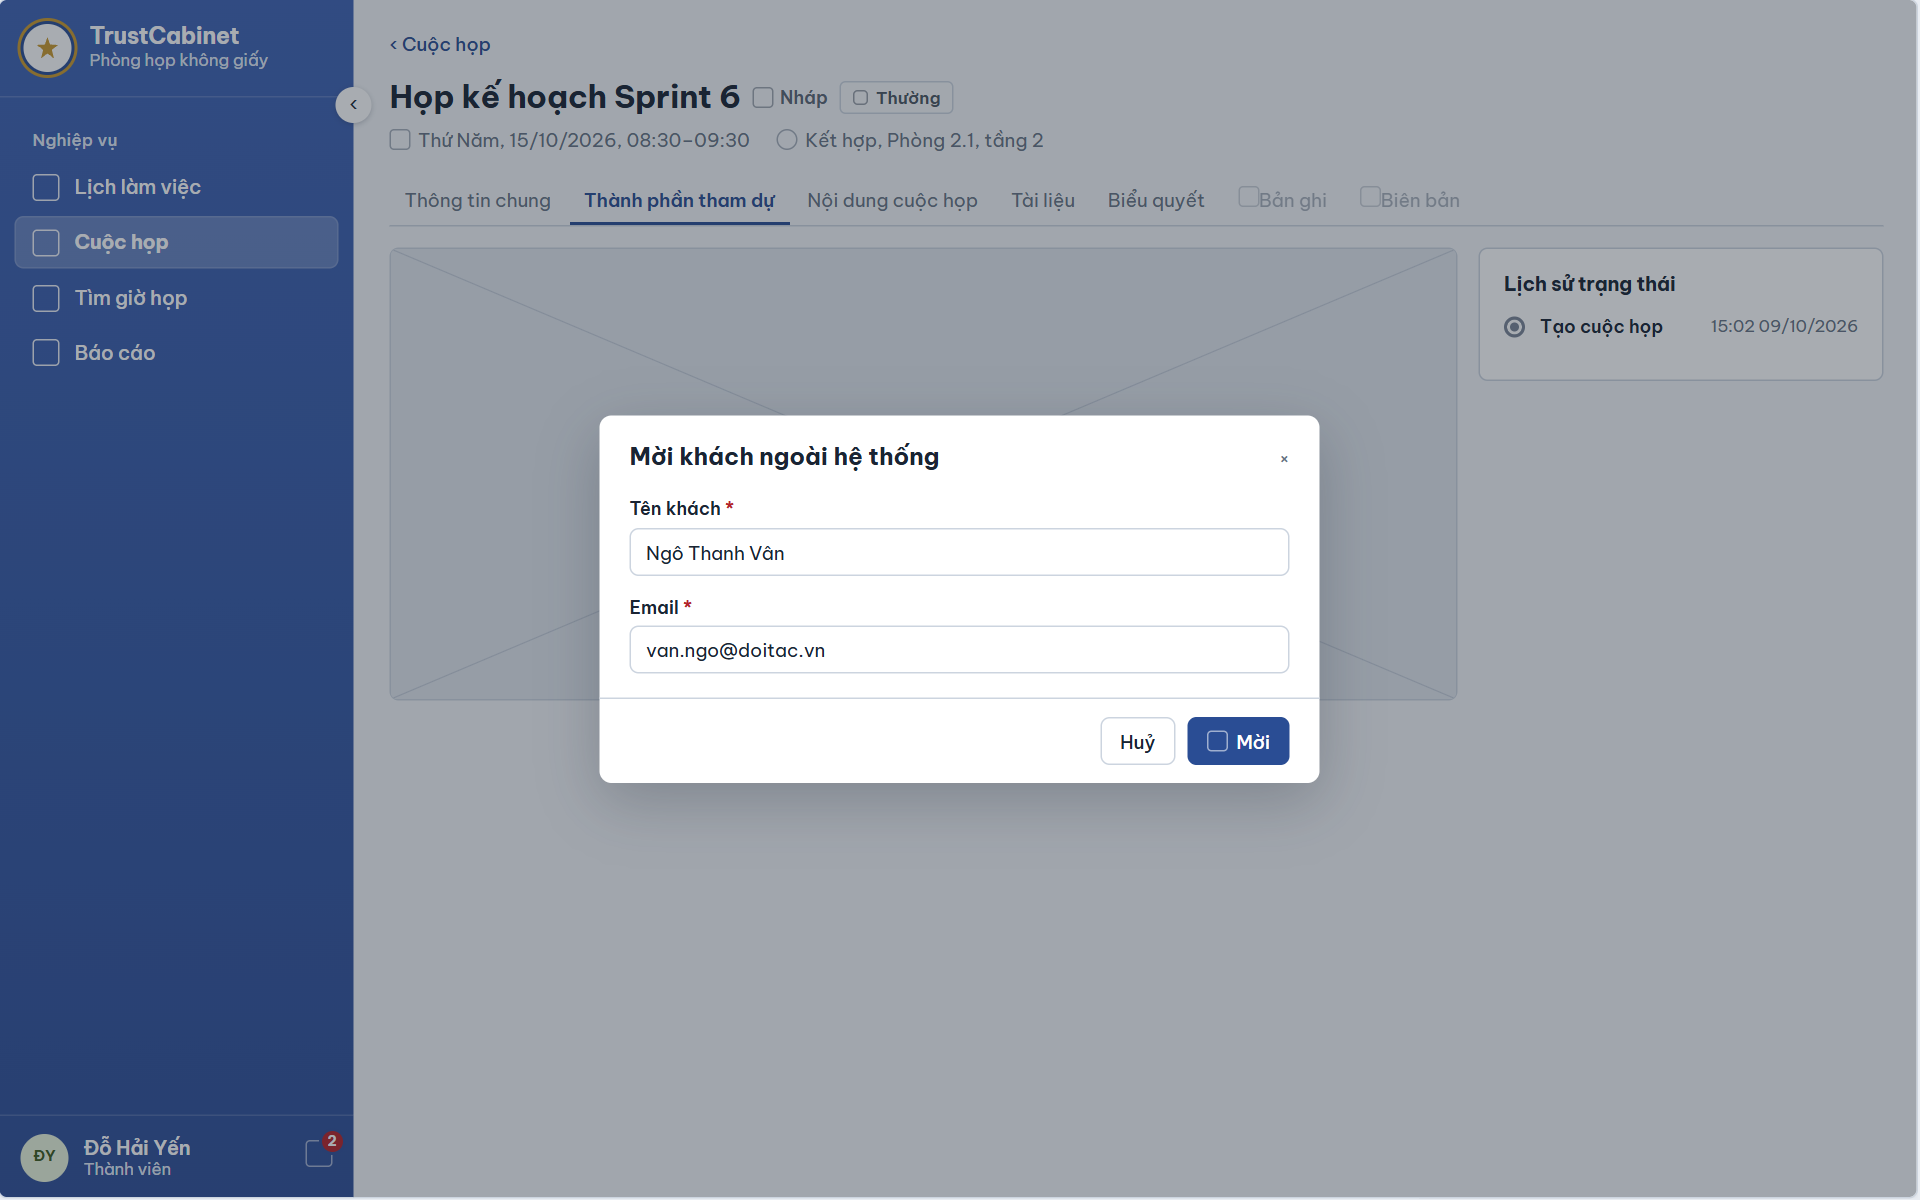 TrustCabinet
Phòng họp không giấy
Nghiệp vụ
Lịch làm việc
Cuộc họp
Tìm giờ họp
Báo cáo
ĐY
Đỗ Hải Yến
Thành viên
2
‹ Cuộc họp
Họp kế hoạch Sprint 6 Nháp Thường
Thứ Năm, 15/10/2026, 08:30–09:30 Kết hợp, Phòng 2.1, tầng 2
Thông tin chung Thành phần tham dự Nội dung cuộc họp Tài liệu Biểu quyết Bản ghi Biên bản
Lịch sử trạng thái
Tạo cuộc họp 15:02 09/10/2026
Mời khách ngoài hệ thống ×
Tên khách *
Ngô Thanh Vân
Email *
van.ngo@doitac.vn
Huỷ Mời